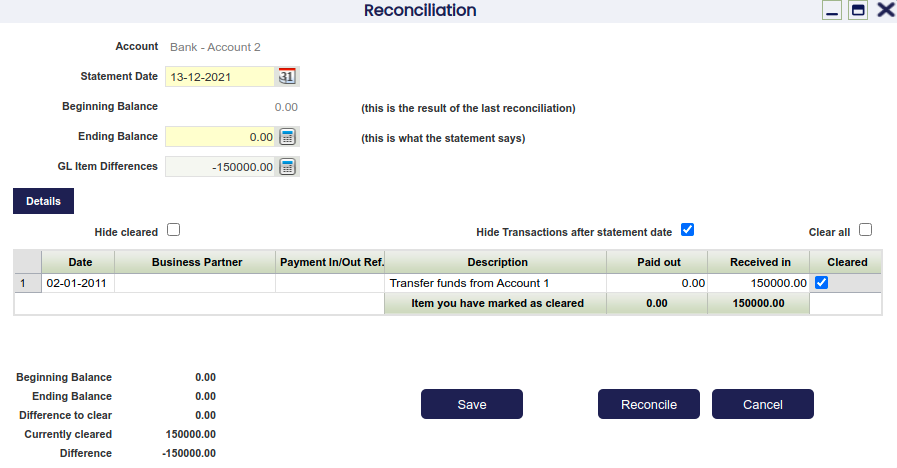 Reconciliation
Account Bank - Account 2
Statement Date 13-12-2021 31
Beginning Balance 0.00 (this is the result of the last reconciliation)
Ending Balance 0.00 (this is what the statement says)
GL Item Differences -150000.00
Details
Hide cleared Hide Transactions after statement date Clear all
Date Business Partner Payment In/Out Ref. Description Paid out Received in Cleared
1 02-01-2011 Transfer funds from Account 1 0.00 150000.00
Item you have marked as cleared 0.00 150000.00
Beginning Balance 0.00
Ending Balance 0.00
Difference to clear 0.00
Currently cleared 150000.00
Difference -150000.00
Save Reconcile Cancel